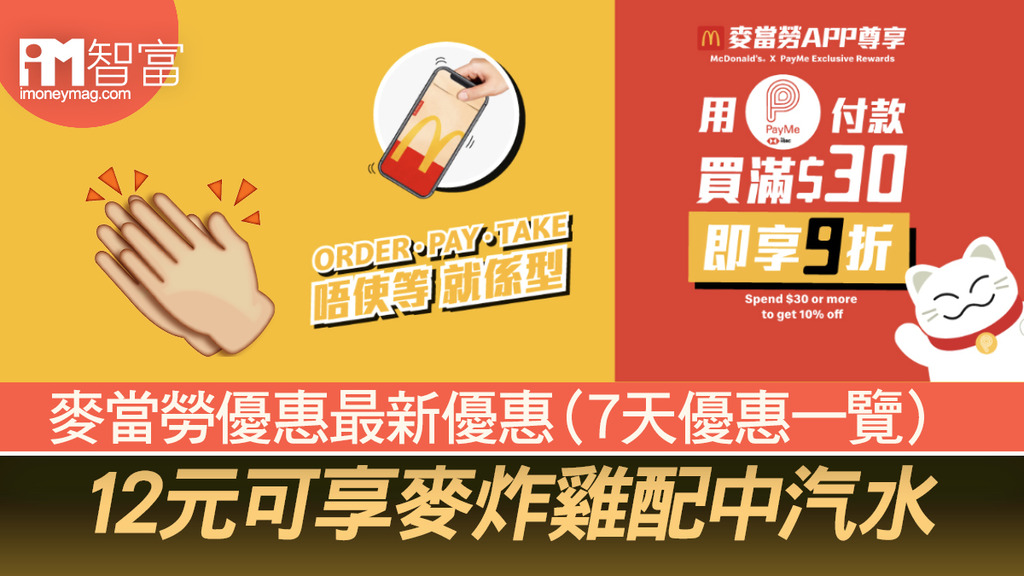 iM智富
imoneymag.com
ORDER・PAY・TAKE
唔使等 就係型
麥當勞APP尊享
McDonald's. X PayMe Exclusive Rewards
用 PayMe 付款
買滿$30
即享9折
Spend $30 or more
to get 10% off
麥當勞優惠最新優惠（7天優惠一覽）
12元可享麥炸雞配中汽水